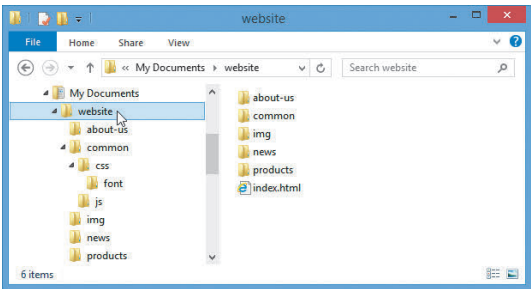 website
File Home Share View
« My Documents website Search website
My Documents
website
about-us
common
css
font
js
img
news
products
about-us
common
img
news
products
index.html
6 items